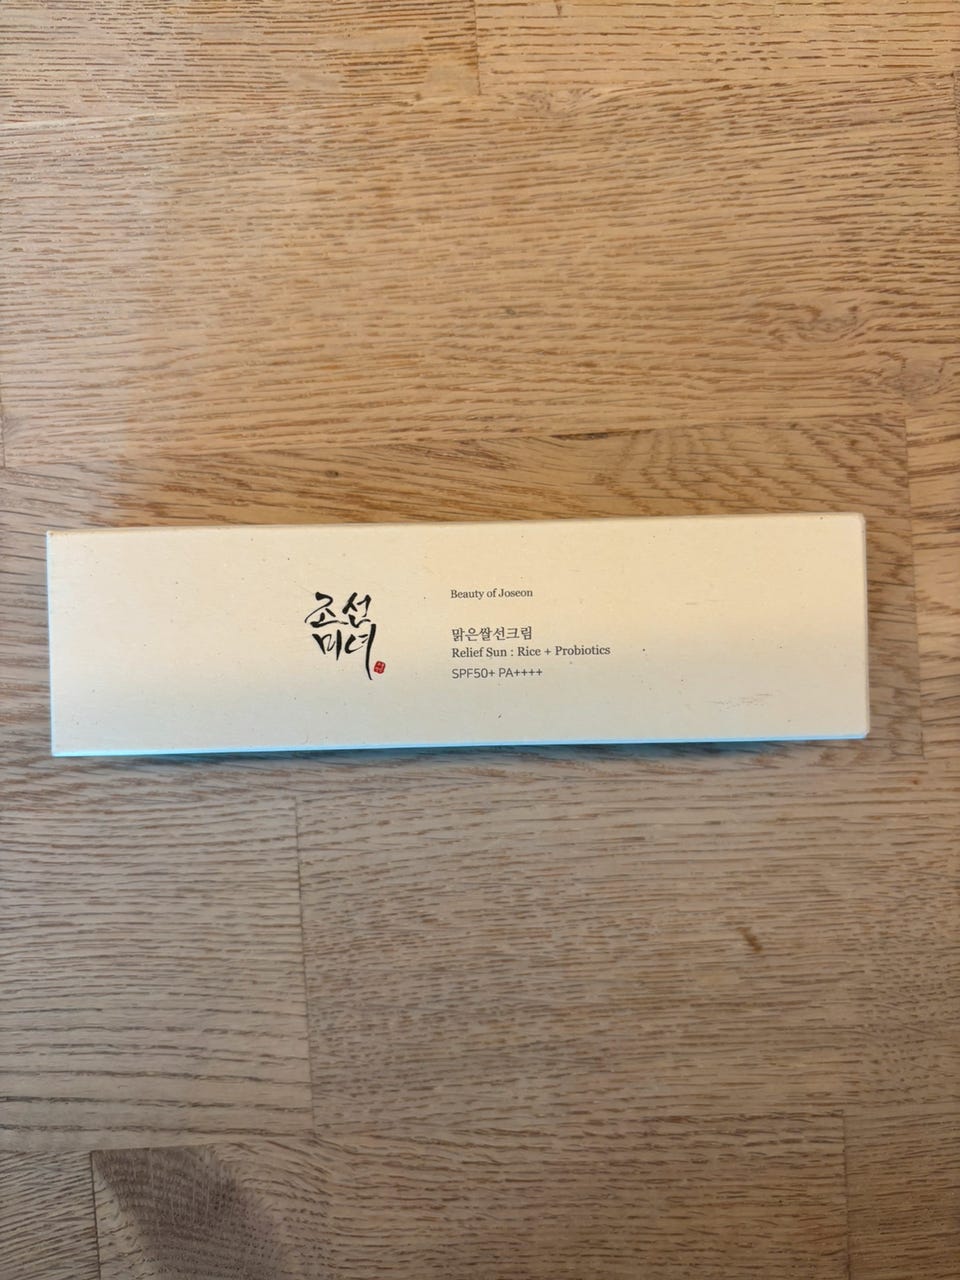 조선
미녀
Beauty of Joseon
맑은쌀선크림
Relief Sun : Rice + Probiotics
SPF50+ PA++++